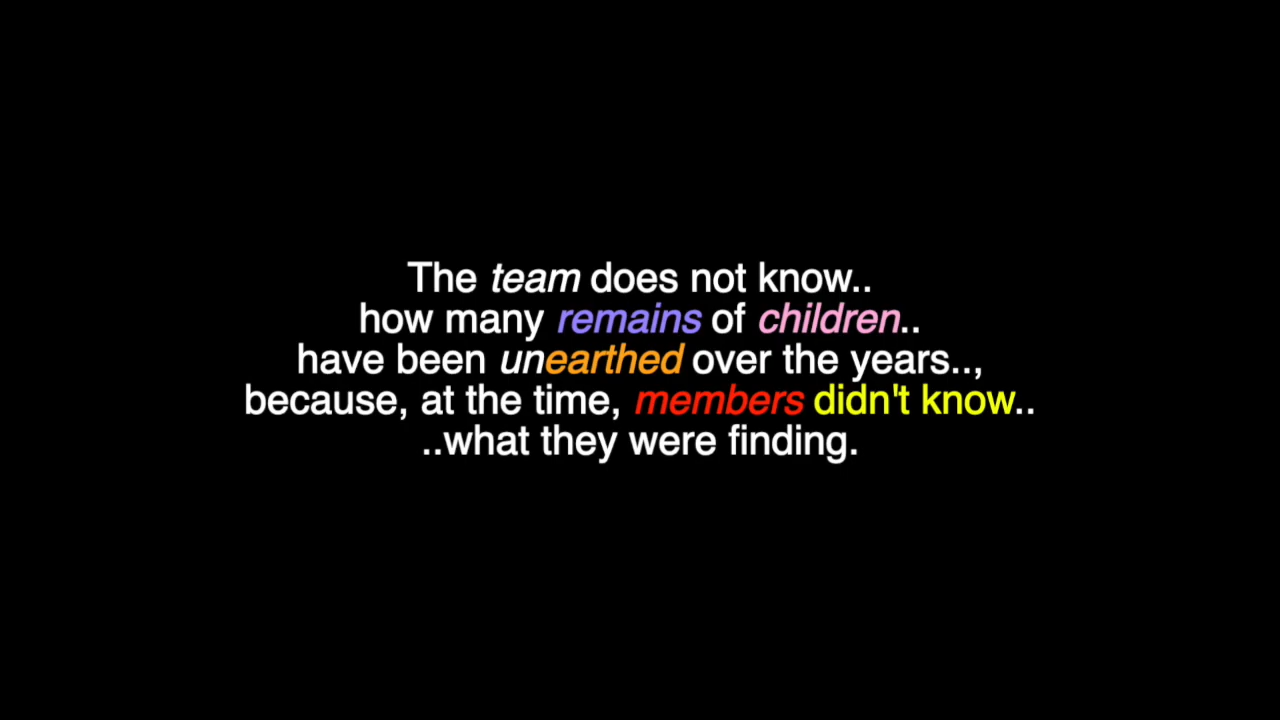 The team does not know..
how many remains of children..
have been unearthed over the years..,
because, at the time, members didn't know..
..what they were finding.